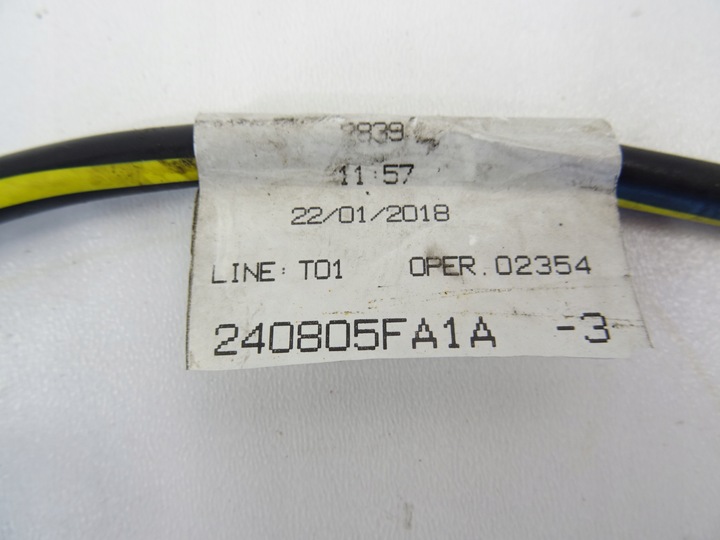 11:57
22/01/2018
LINE: T01 OPER. 02354
240805FA1A -3